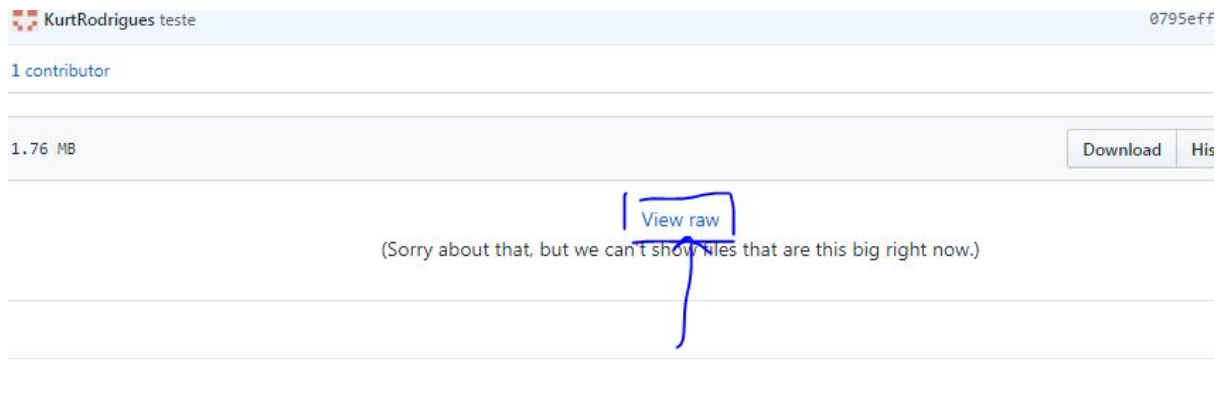 KurtRodrigues teste 0795eff
1 contributor
1.76 MB Download His
View raw
(Sorry about that, but we can't show files that are this big right now.)